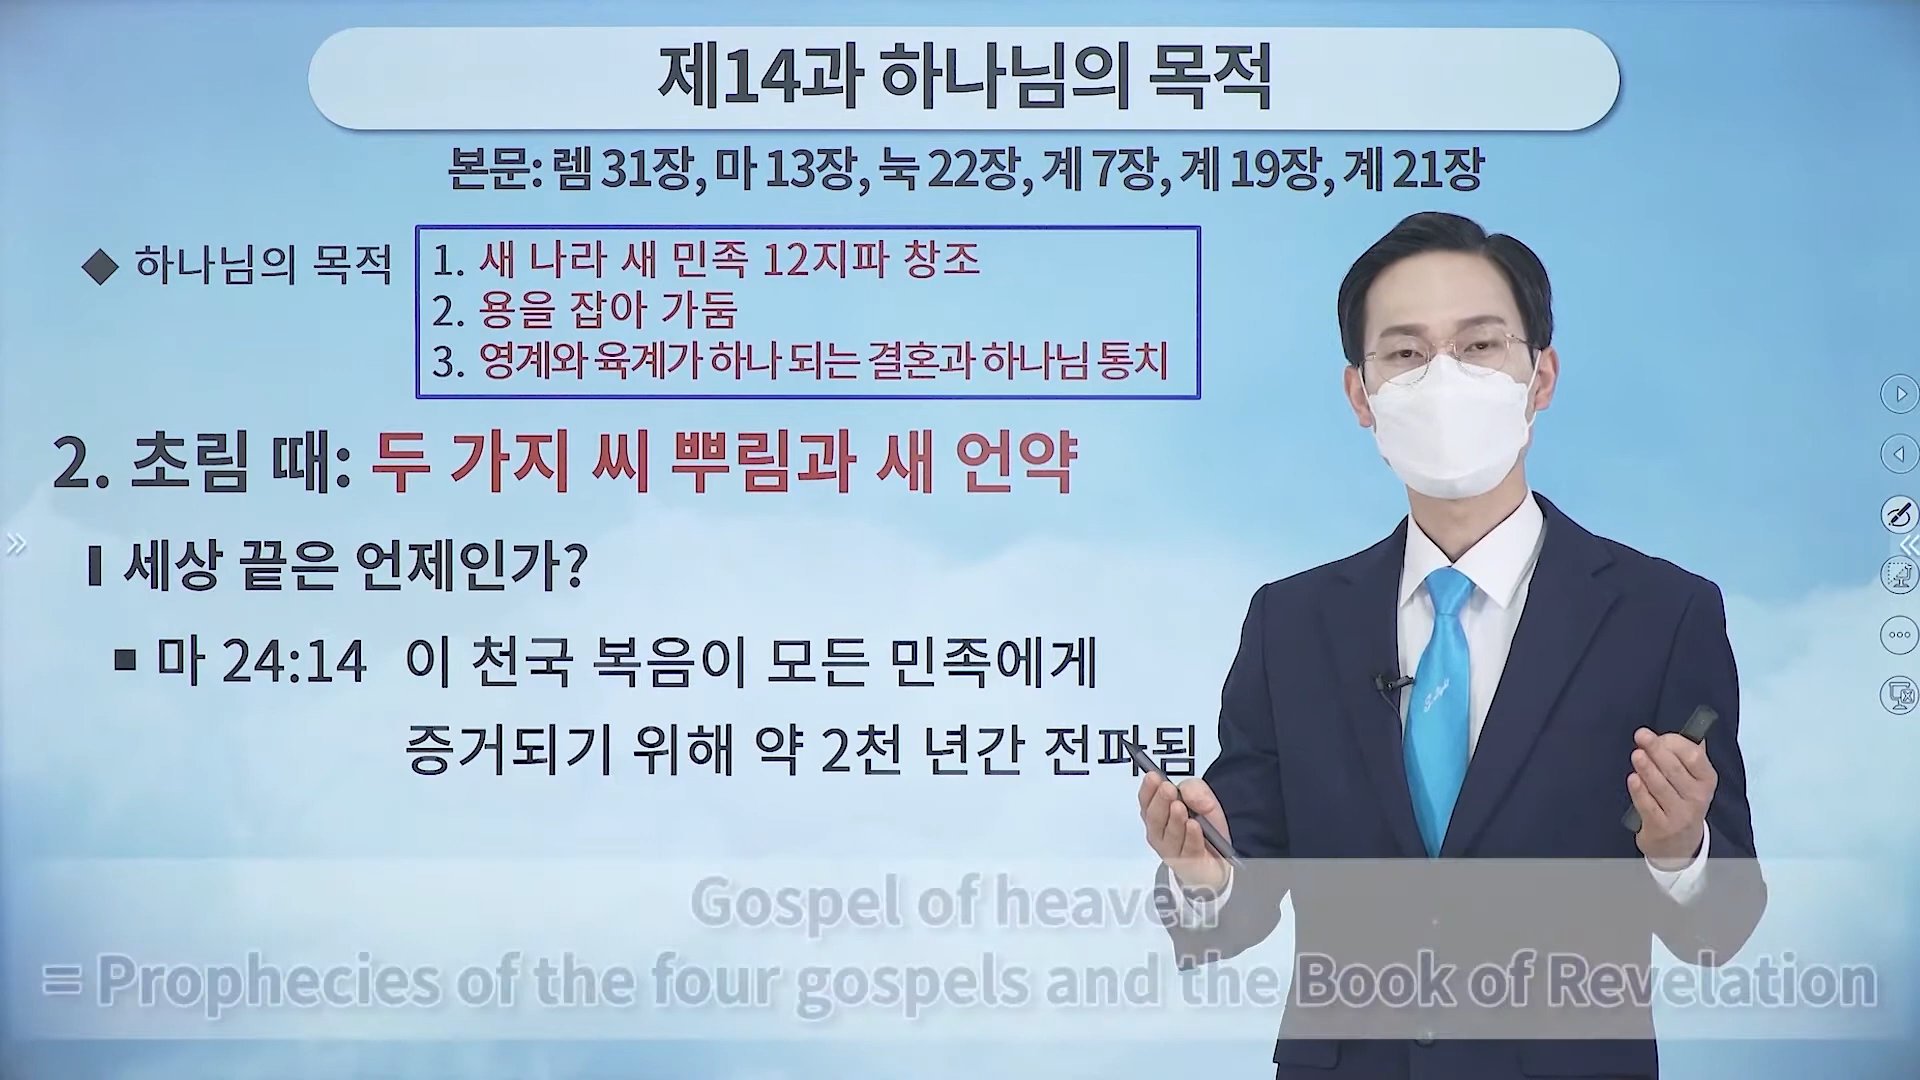 제14과 하나님의 목적
본문: 렘 31장, 마 13장, 눅 22장, 계 7장, 계 19장, 계 21장
◆ 하나님의 목적
1. 새 나라 새 민족 12지파 창조
2. 용을 잡아 가둠
3. 영계와 육계가 하나 되는 결혼과 하나님 통치
2. 초림 때: 두 가지 씨 뿌림과 새 언약
세상 끝은 언제인가?
■ 마 24:14 이 천국 복음이 모든 민족에게
증거되기 위해 약 2천 년간 전파됨
Gospel of heaven
= Prophecies of the four gospels and the Book of Revelation